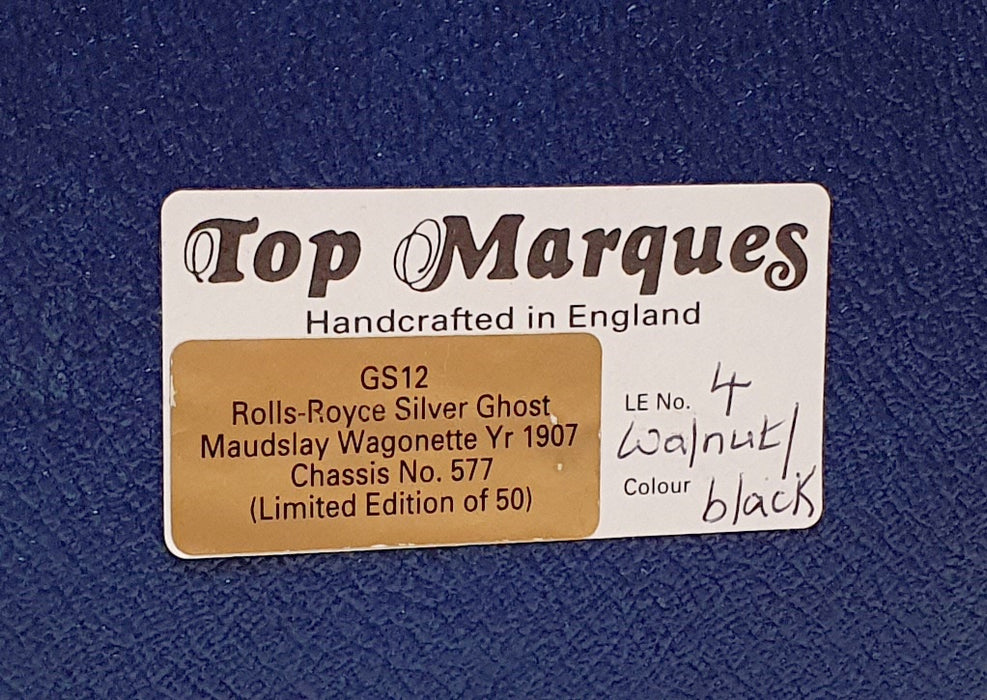 Top Marques
Handcrafted in England
GS12
Rolls-Royce Silver Ghost
Maudslay Wagonette Yr 1907
Chassis No. 577
(Limited Edition of 50)
LE No. 4
walnut/
Colour black